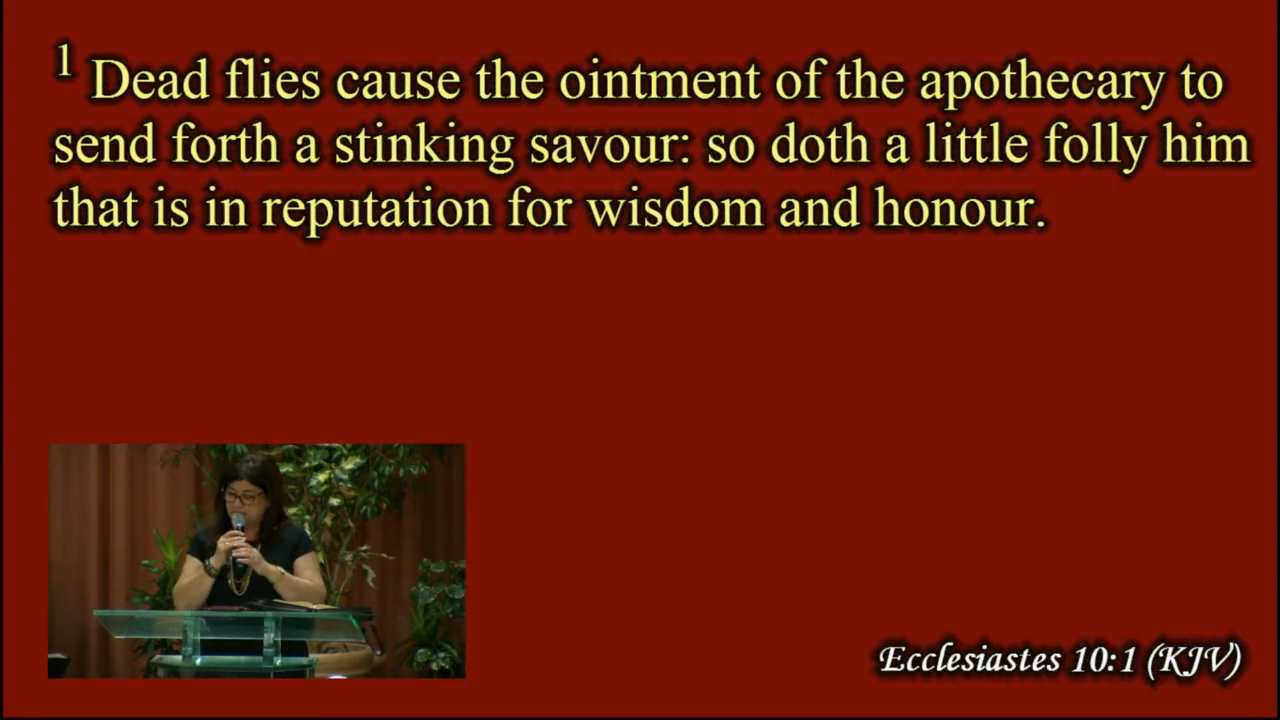 1 Dead flies cause the ointment of the apothecary to
send forth a stinking savour: so doth a little folly him
that is in reputation for wisdom and honour.
Ecclesiastes 10:1 (KJV)